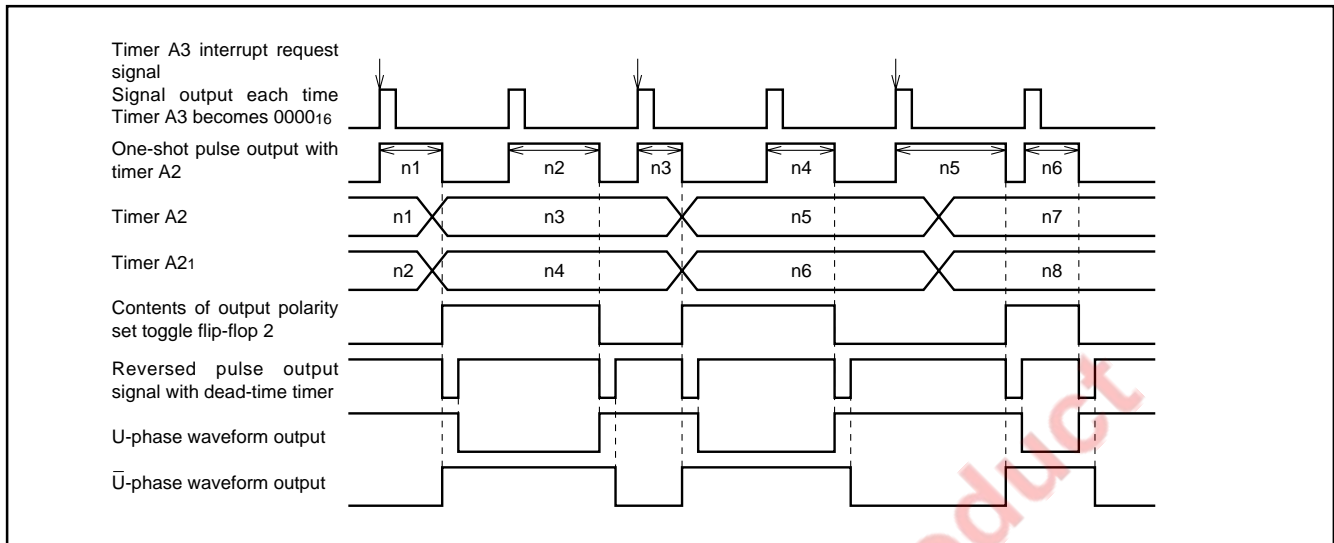 Timer A3 interrupt request
signal
Signal output each time
Timer A3 becomes 0000₁₆
One-shot pulse output with
timer A2
n1 n2 n3 n4 n5 n6
Timer A2
n1 n3 n5 n7
Timer A2₁
n2 n4 n6 n8
Contents of output polarity
set toggle flip-flop 2
Reversed pulse output
signal with dead-time timer
U-phase waveform output
U̅-phase waveform output
oduct